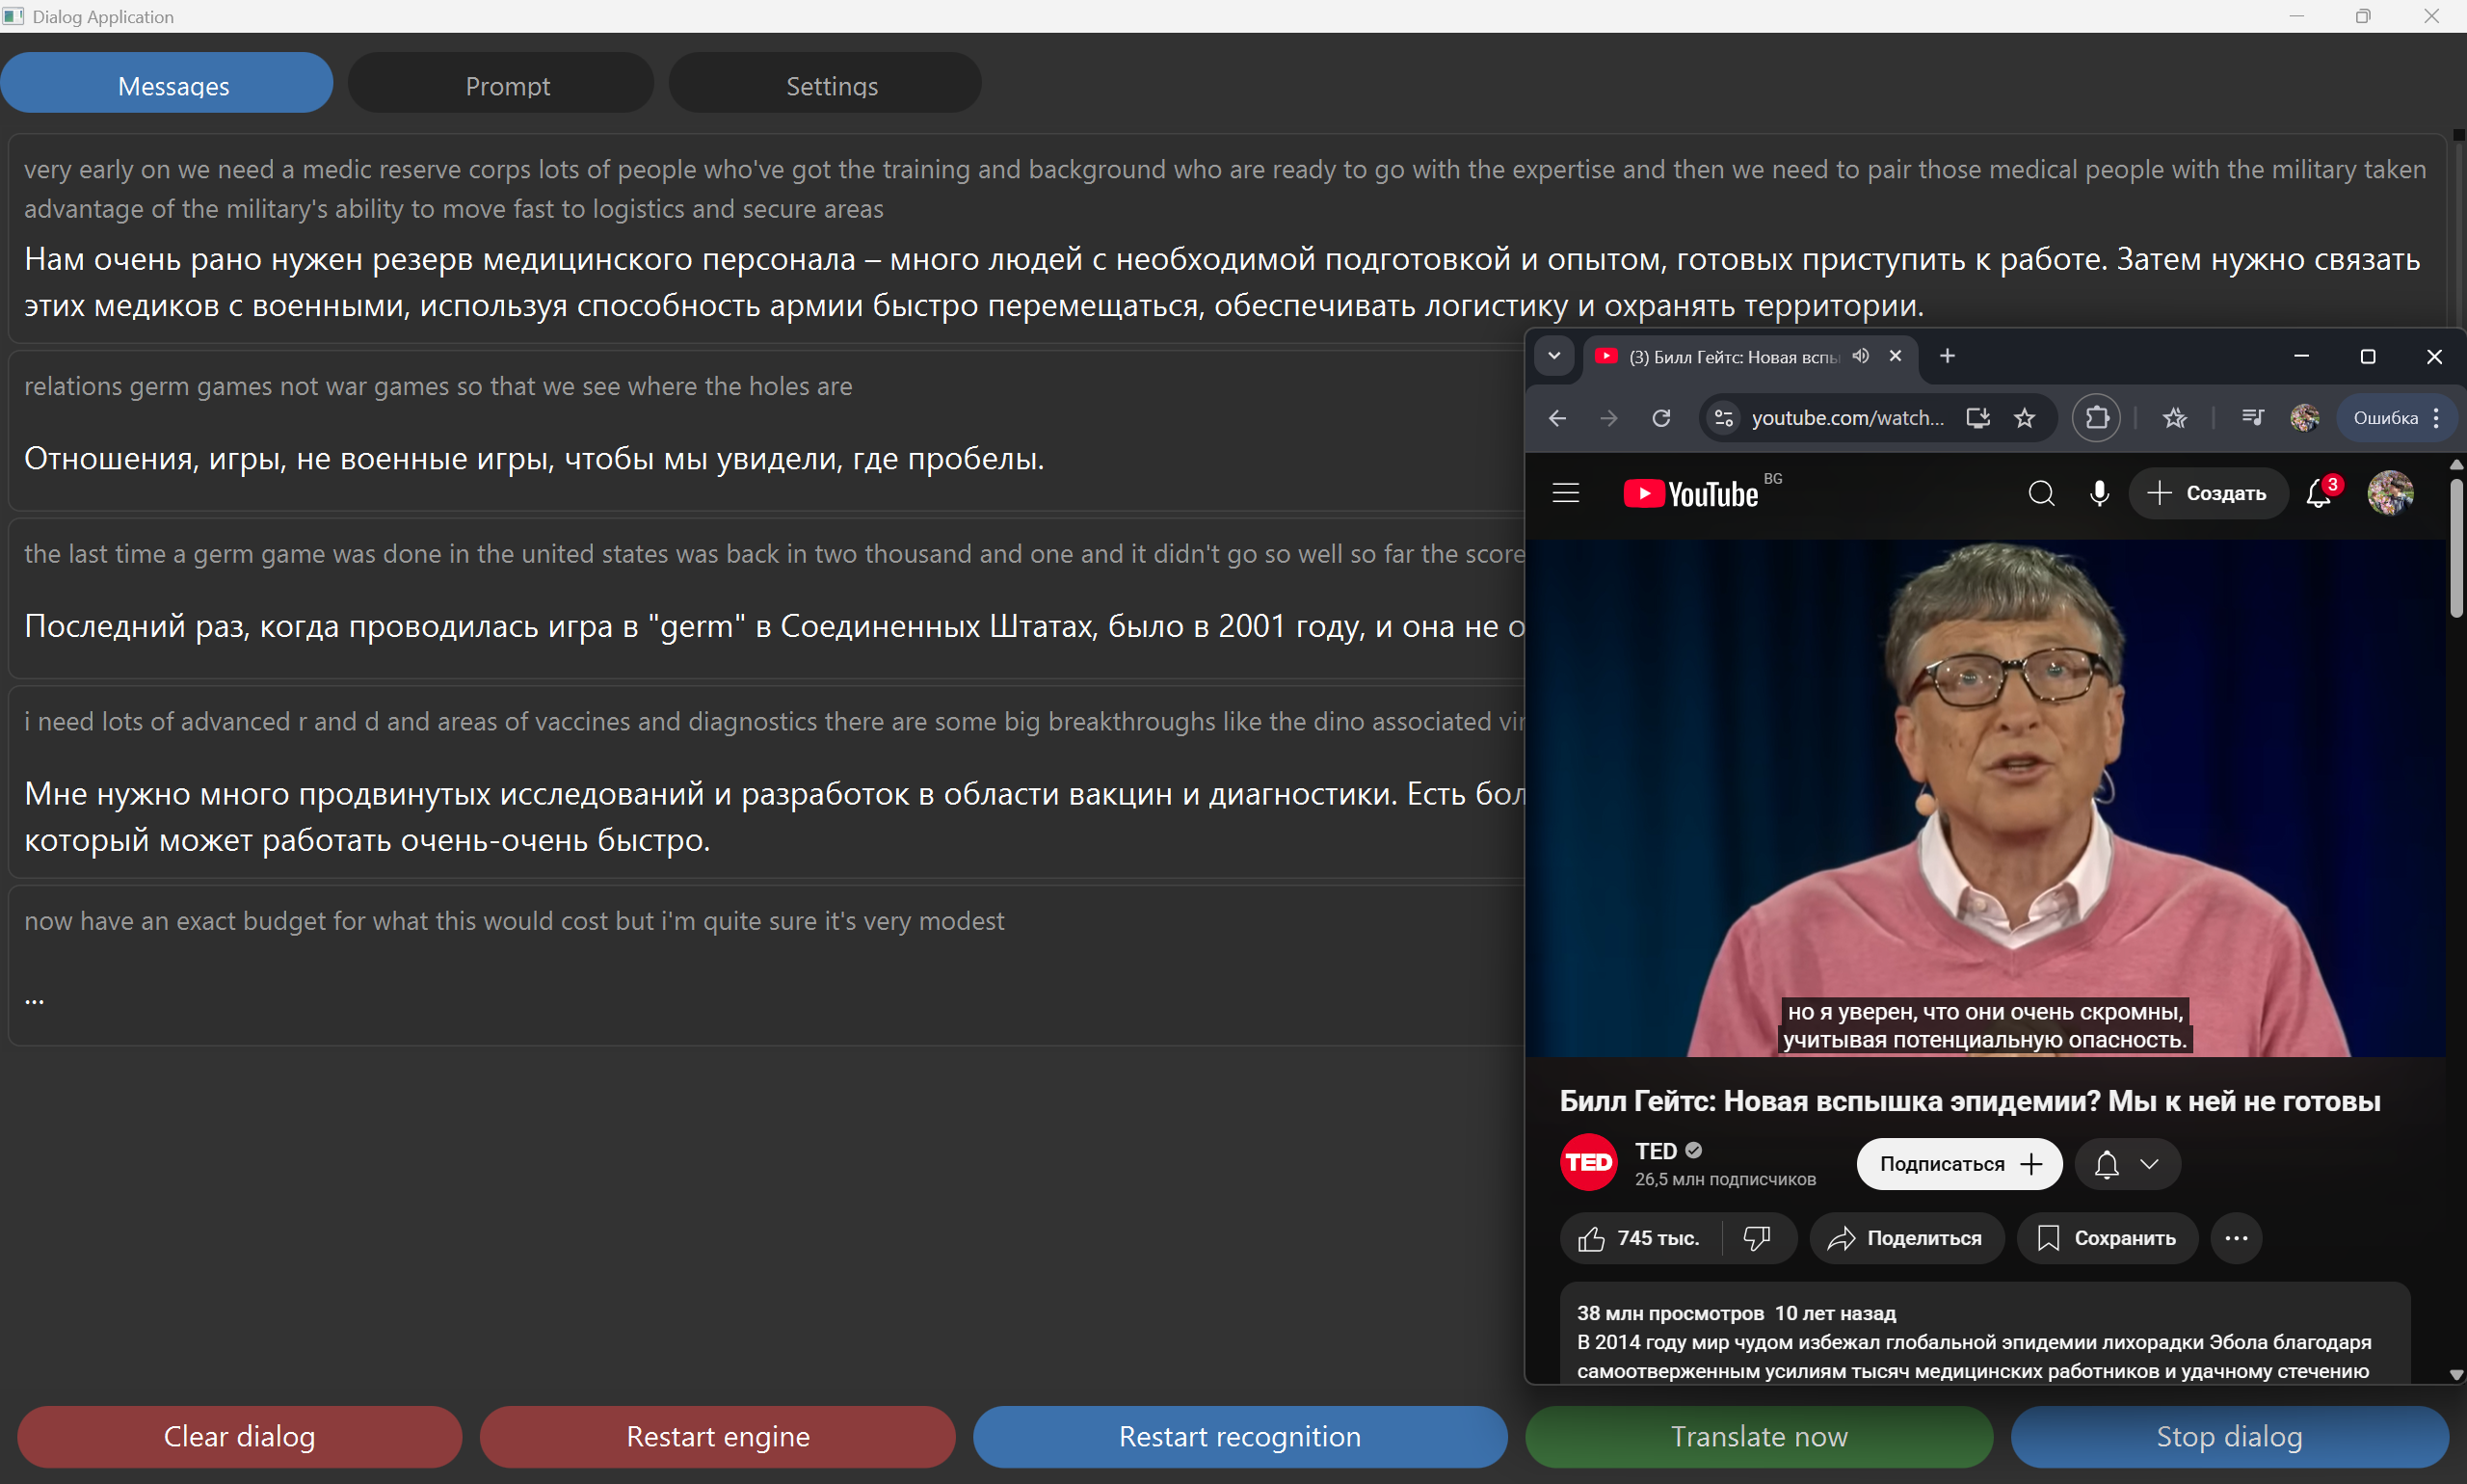 Dialog Application
Messages
Prompt
Settings
very early on we need a medic reserve corps lots of people who've got the training and background who are ready to go with the expertise and then we need to pair those medical people with the military taken
advantage of the military's ability to move fast to logistics and secure areas
Нам очень рано нужен резерв медицинского персонала – много людей с необходимой подготовкой и опытом, готовых приступить к работе. Затем нужно связать
этих медиков с военными, используя способность армии быстро перемещаться, обеспечивать логистику и охранять территории.
relations germ games not war games so that we see where the holes are
Отношения, игры, не военные игры, чтобы мы увидели, где пробелы.
the last time a germ game was done in the united states was back in two thousand and one and it didn't go so well so far the score
Последний раз, когда проводилась игра в "germ" в Соединенных Штатах, было в 2001 году, и она не о
i need lots of advanced r and d and areas of vaccines and diagnostics there are some big breakthroughs like the dino associated vir
Мне нужно много продвинутых исследований и разработок в области вакцин и диагностики. Есть бол
который может работать очень-очень быстро.
now have an exact budget for what this would cost but i'm quite sure it's very modest
...
(3) Билл Гейтс: Новая вспы
youtube.com/watch...
Ошибка
YouTube BG
Создать
3
но я уверен, что они очень скромны,
учитывая потенциальную опасность.
Билл Гейтс: Новая вспышка эпидемии? Мы к ней не готовы
TED
TED
26,5 млн подписчиков
Подписаться
745 тыс.
Поделиться
Сохранить
38 млн просмотров 10 лет назад
В 2014 году мир чудом избежал глобальной эпидемии лихорадки Эбола благодаря
самоотверженным усилиям тысяч медицинских работников и удачному стечению
Clear dialog
Restart engine
Restart recognition
Translate now
Stop dialog